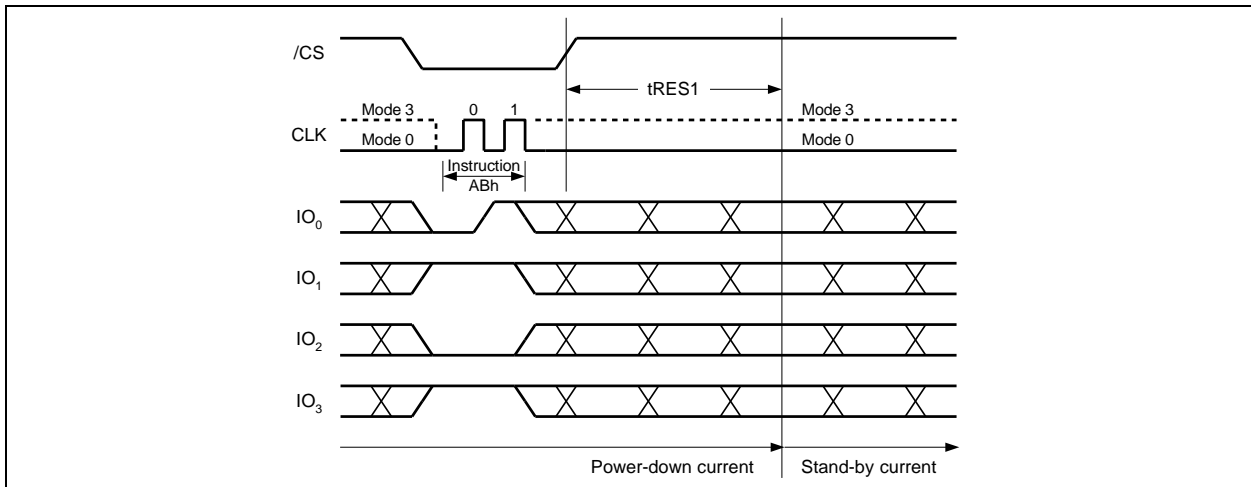 /CS
tRES1
Mode 3 0 1 Mode 3
CLK
Mode 0 Mode 0
Instruction
ABh
IO0
IO1
IO2
IO3
Power-down current Stand-by current